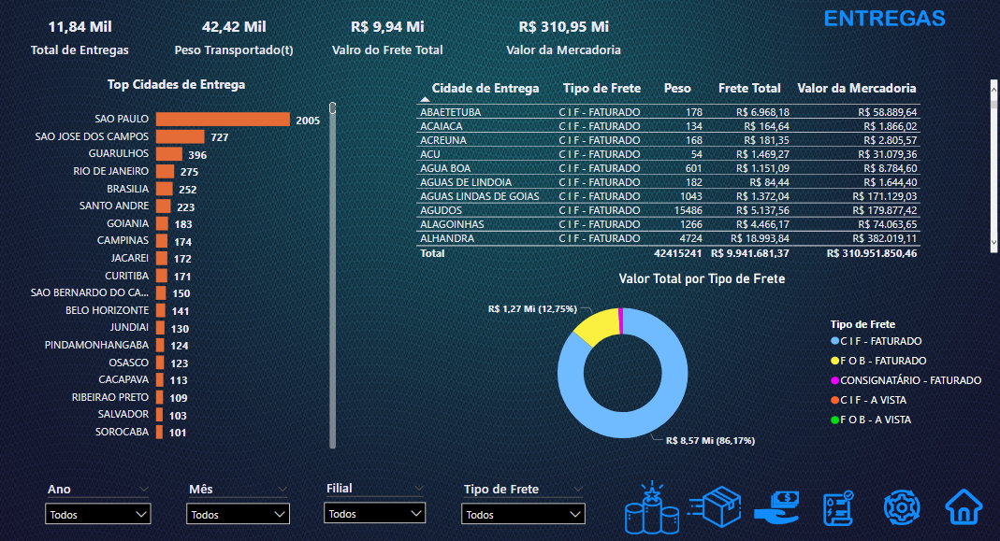 11,84 Mil
Total de Entregas
42,42 Mil
Peso Transportado(t)
R$ 9,94 Mi
Valro do Frete Total
R$ 310,95 Mi
Valor da Mercadoria
ENTREGAS
Top Cidades de Entrega
SAO PAULO 2005
SAO JOSE DOS CAMPOS 727
GUARULHOS 396
RIO DE JANEIRO 275
BRASILIA 252
SANTO ANDRE 223
GOIANIA 183
CAMPINAS 174
JACAREI 172
CURITIBA 171
SAO BERNARDO DO CA... 150
BELO HORIZONTE 141
JUNDIAI 130
PINDAMONHANGABA 124
OSASCO 123
CACAPAVA 113
RIBEIRAO PRETO 109
SALVADOR 103
SOROCABA 101
Cidade de Entrega Tipo de Frete Peso Frete Total Valor da Mercadoria
ABAETETUBA C I F - FATURADO 178 R$ 6.968,18 R$ 58.889,64
ACAIACA C I F - FATURADO 134 R$ 164,64 R$ 1.866,02
ACREUNA C I F - FATURADO 168 R$ 181,35 R$ 2.805,57
ACU C I F - FATURADO 54 R$ 1.469,27 R$ 31.079,36
AGUA BOA C I F - FATURADO 601 R$ 1.151,09 R$ 8.784,60
AGUAS DE LINDOIA C I F - FATURADO 182 R$ 84,44 R$ 1.644,40
AGUAS LINDAS DE GOIAS C I F - FATURADO 1043 R$ 1.372,04 R$ 171.129,03
AGUDOS C I F - FATURADO 15486 R$ 5.137,56 R$ 179.877,42
ALAGOINHAS C I F - FATURADO 1266 R$ 4.466,17 R$ 74.063,65
ALHANDRA C I F - FATURADO 4724 R$ 18.993,84 R$ 382.019,11
Total 42415241 R$ 9.941.681,37 R$ 310.951.850,46
Valor Total por Tipo de Frete
R$ 1,27 Mi (12,75%)
R$ 8,57 Mi (86,17%)
Tipo de Frete
C I F - FATURADO
F O B - FATURADO
CONSIGNATÁRIO - FATURADO
C I F - A VISTA
F O B - A VISTA
Ano
Todos
Mês
Todos
Filial
Todos
Tipo de Frete
Todos